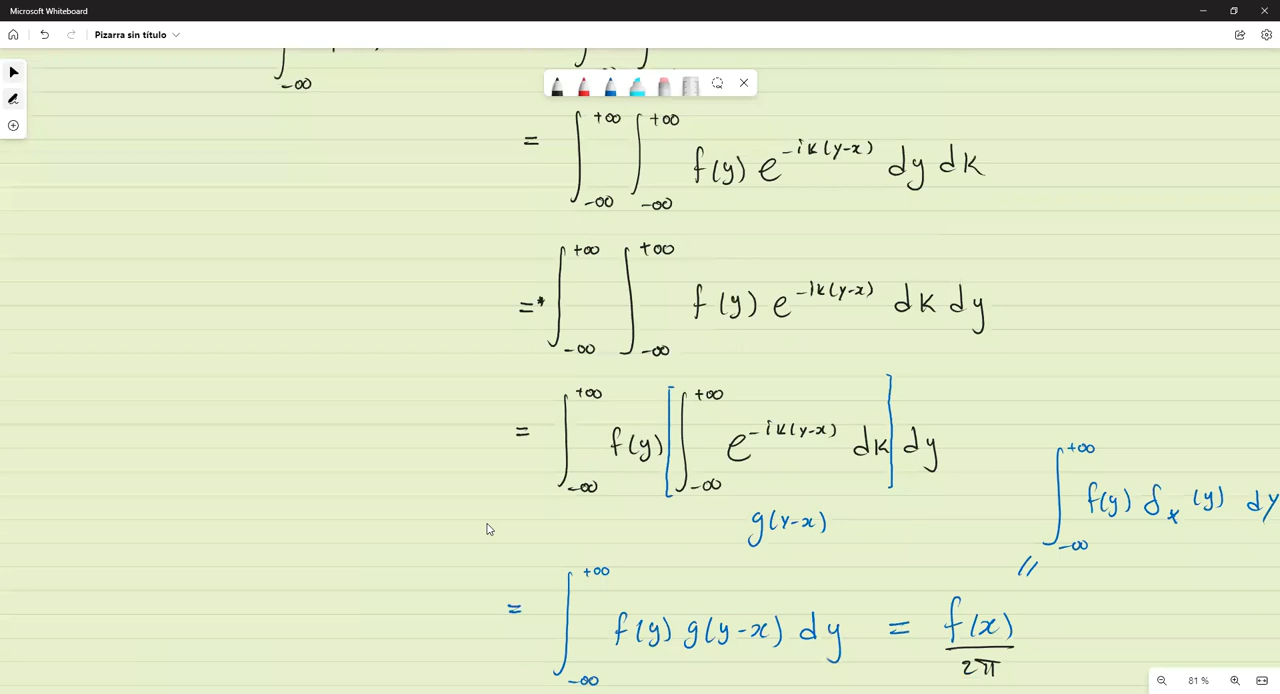 Microsoft Whiteboard
Pizarra sin título
∫_{-∞}
= ∫_{-∞}^{+∞} ∫_{-∞}^{+∞} f(y) e^{-ik(y-x)} dy dk
=* ∫_{-∞}^{+∞} ∫_{-∞}^{+∞} f(y) e^{-ik(y-x)} dk dy
= ∫_{-∞}^{+∞} f(y) [∫_{-∞}^{+∞} e^{-ik(y-x)} dk] dy
g(y-x)
∫_{-∞}^{+∞} f(y) δ_x (y) dy
//
= ∫_{-∞}^{+∞} f(y) g(y-x) dy = f(x)/2π
81 %